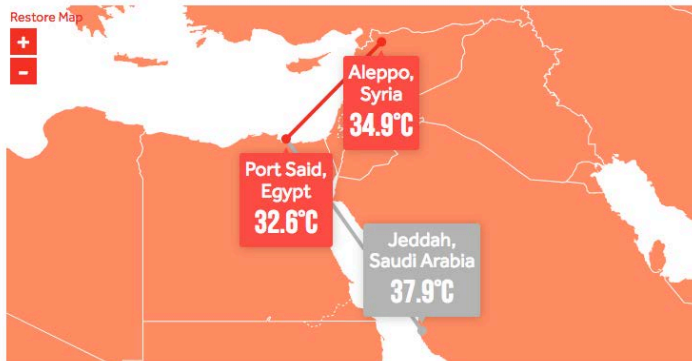 Restore Map
+
-
Aleppo,
Syria
34.9°C
Port Said,
Egypt
32.6°C
Jeddah,
Saudi Arabia
37.9°C